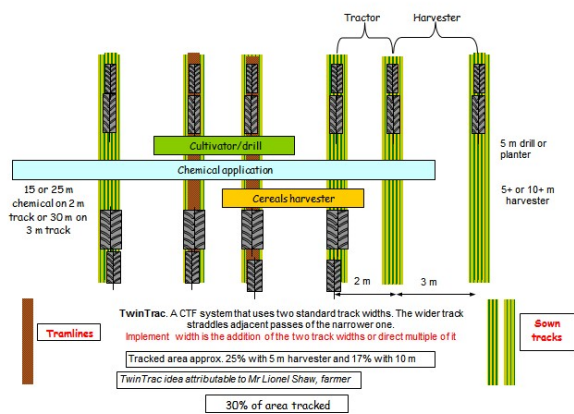 Tractor
Harvester
Cultivator/drill
Chemical application
Cereals harvester
15 or 25 m
chemical on 2 m
track or 30 m on
3 m track
5 m drill or
planter
5+ or 10+ m
harvester
2 m
3 m
Tramlines
TwinTrac. A CTF system that uses two standard track widths. The wider track
straddles adjacent passes of the narrower one.
Implement width is the addition of the two track widths or direct multiple of it
Tracked area approx. 25% with 5 m harvester and 17% with 10 m
TwinTrac idea attributable to Mr Lionel Shaw, farmer
30% of area tracked
Sown
tracks